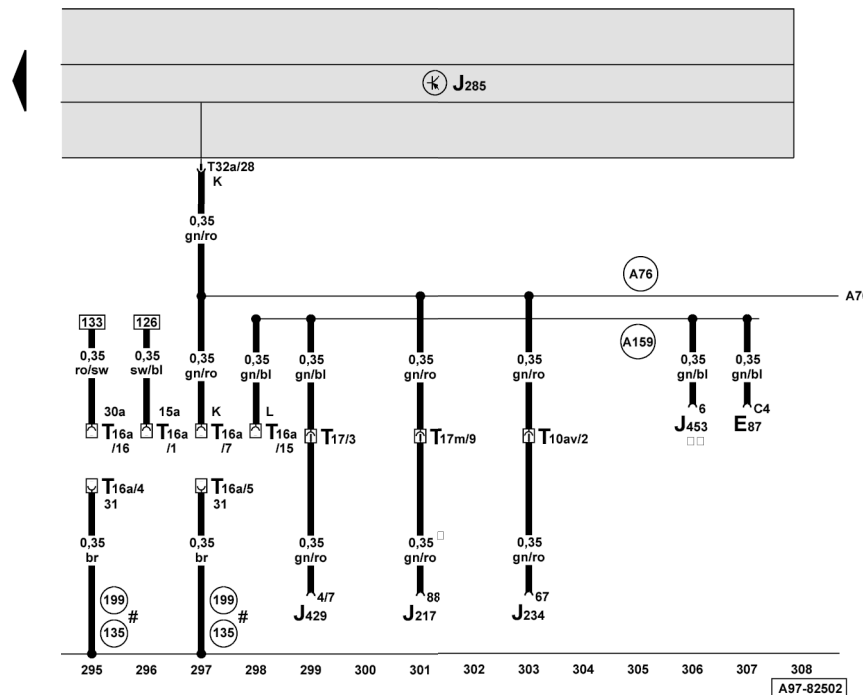 J285
T32a/28
K
0,35
gn/ro
A76
A7
133 126
A159
0,35 0,35 0,35 0,35 0,35 0,35 0,35 0,35 0,35
ro/sw sw/bl gn/ro gn/bl gn/bl gn/ro gn/ro gn/bl gn/bl
30a 15a K L 6 C4
T16a/16 T16a/1 T16a/7 T16a/15 T17/3 T17m/9 T10av/2 J453 E87
T16a/4 T16a/5
31 31
0,35 0,35 0,35 0,35 0,35
br br gn/ro gn/ro gn/ro
199 199 4/7 88 67
# # J429 J217 J234
135 135
295 296 297 298 299 300 301 302 303 304 305 306 307 308
A97-82502